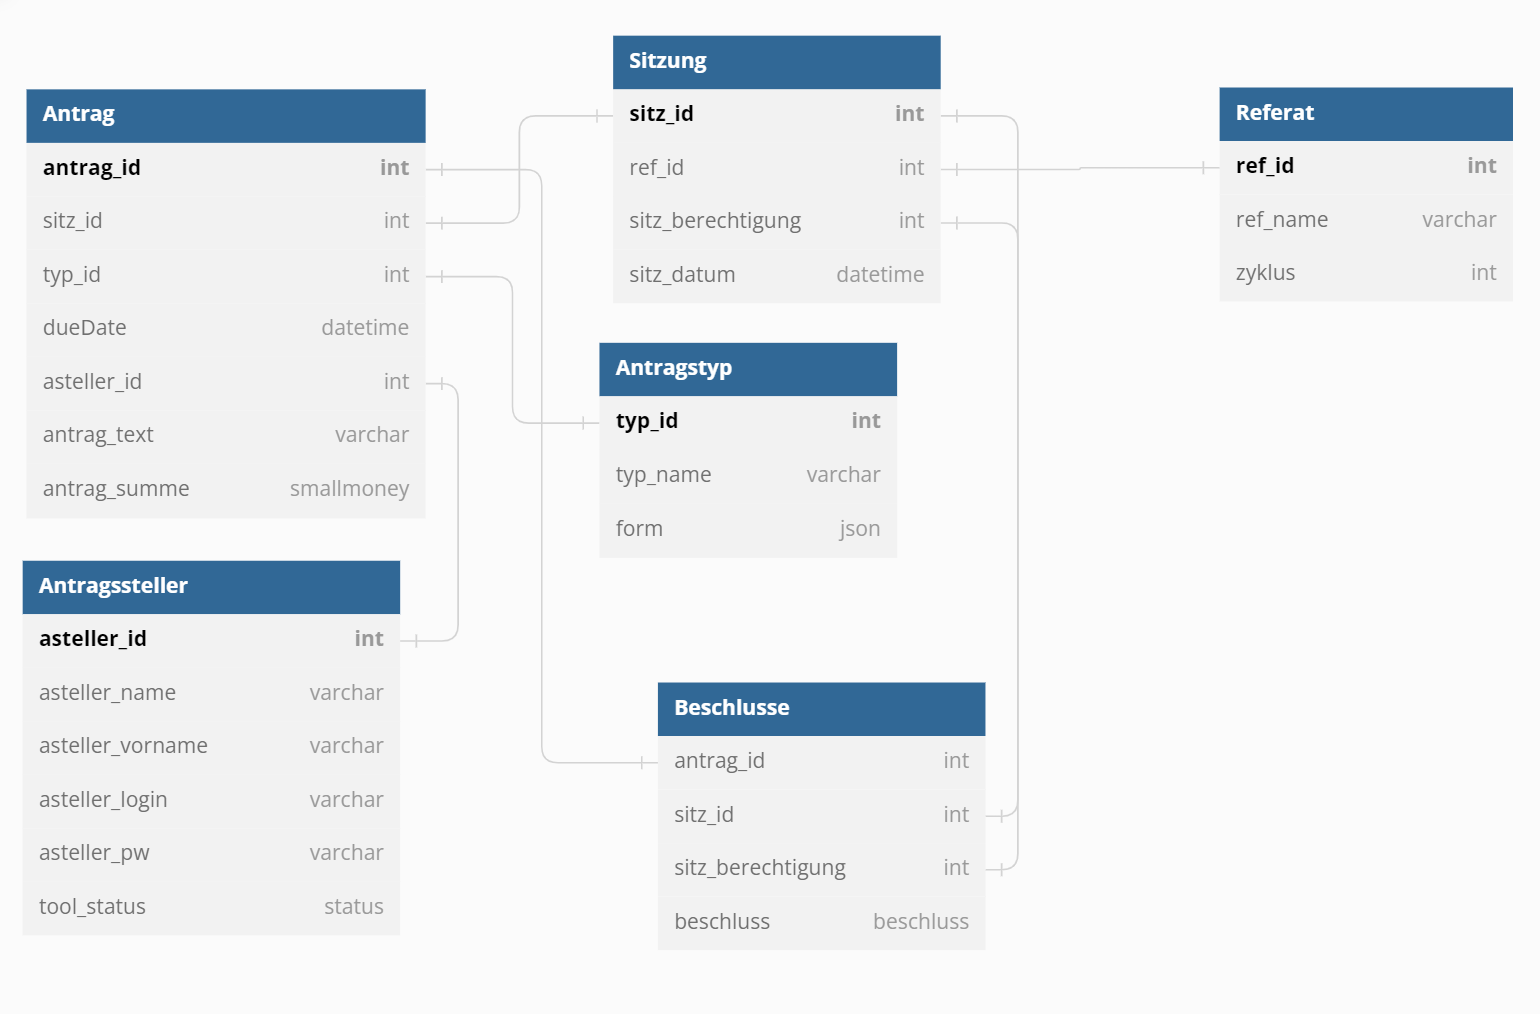 Antrag
antrag_id int
sitz_id int
typ_id int
dueDate datetime
asteller_id int
antrag_text varchar
antrag_summe smallmoney
Antragssteller
asteller_id int
asteller_name varchar
asteller_vorname varchar
asteller_login varchar
asteller_pw varchar
tool_status status
Sitzung
sitz_id int
ref_id int
sitz_berechtigung int
sitz_datum datetime
Antragstyp
typ_id int
typ_name varchar
form json
Beschlusse
antrag_id int
sitz_id int
sitz_berechtigung int
beschluss beschluss
Referat
ref_id int
ref_name varchar
zyklus int